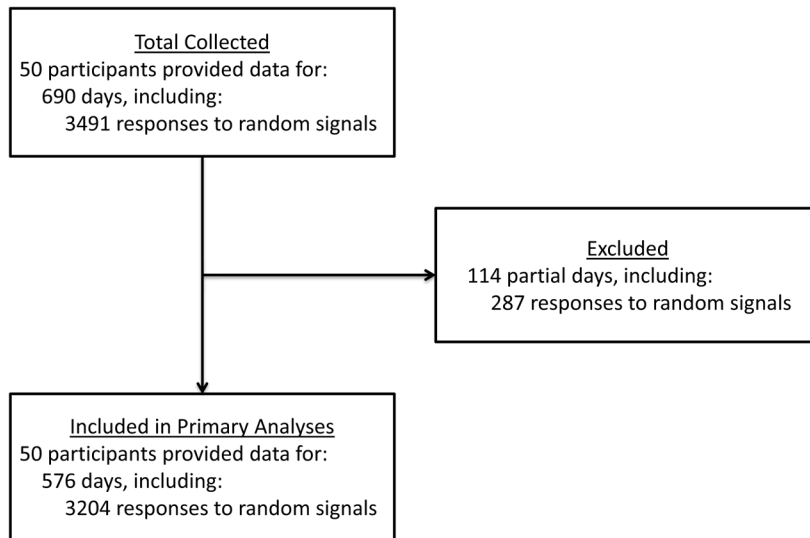 Total Collected
50 participants provided data for:
690 days, including:
3491 responses to random signals
Excluded
114 partial days, including:
287 responses to random signals
Included in Primary Analyses
50 participants provided data for:
576 days, including:
3204 responses to random signals